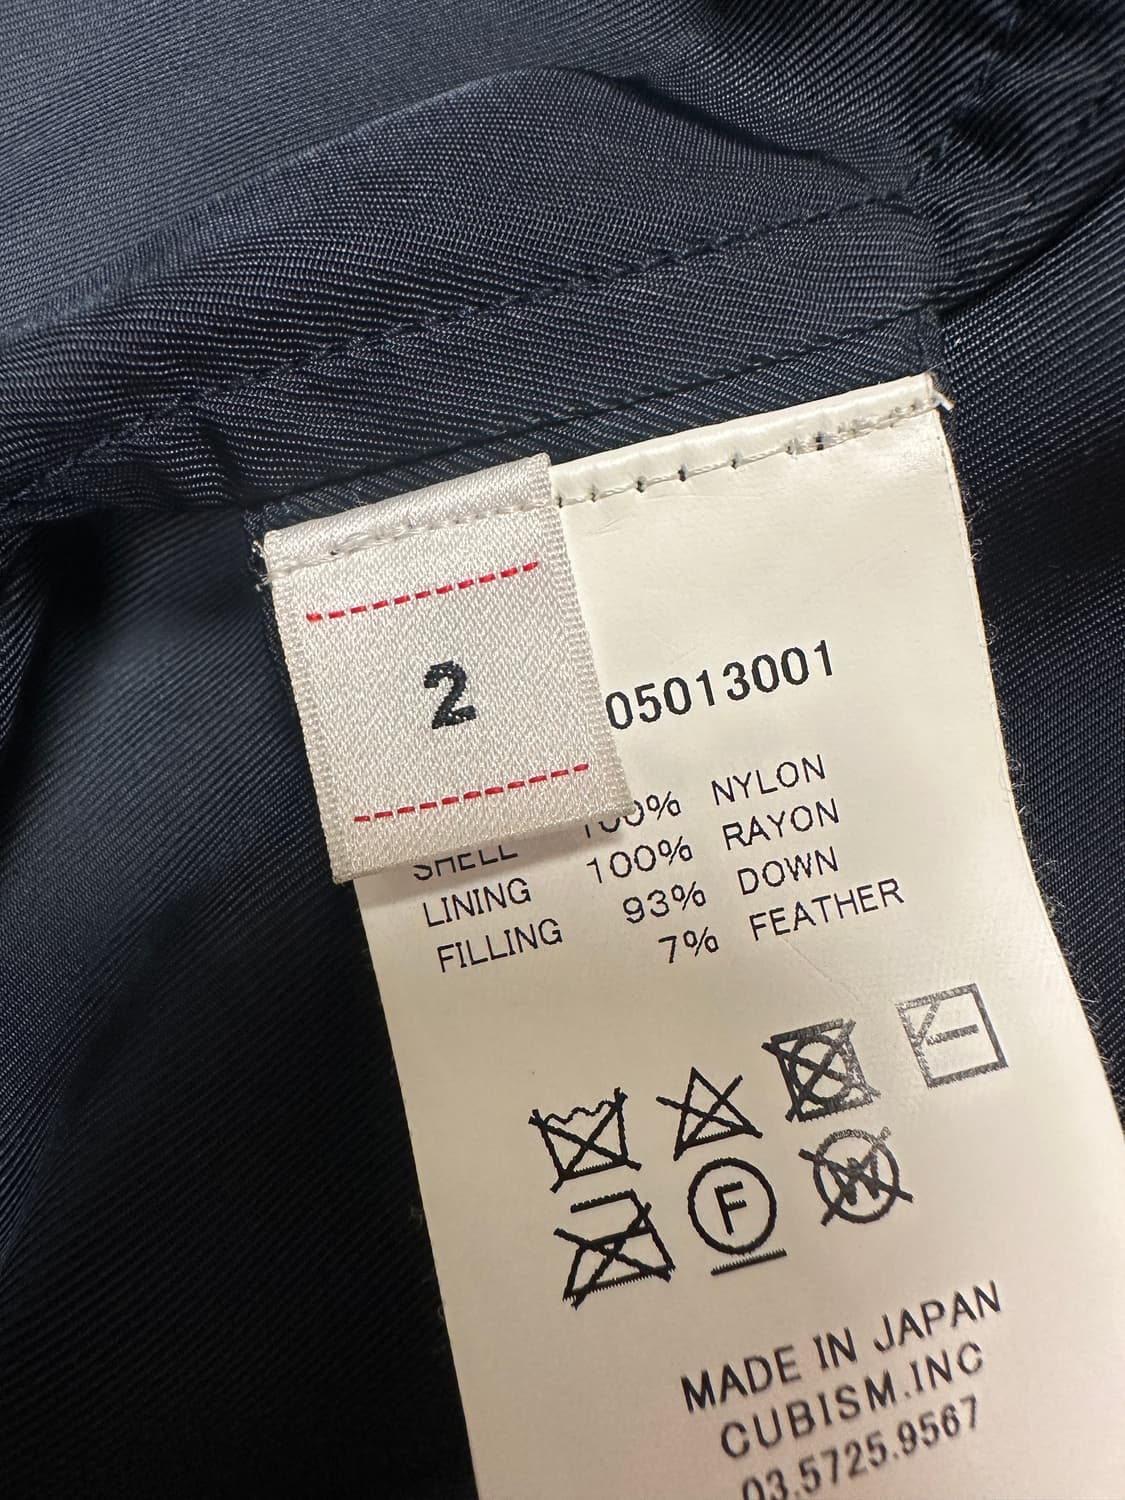 2
05013001
SHELL 100% NYLON
LINING 100% RAYON
FILLING 93% DOWN
7% FEATHER
F
W
MADE IN JAPAN
CUBISM.INC
03.5725.9567